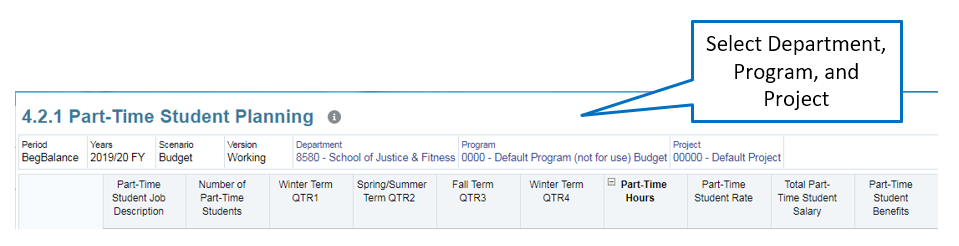 Select Department,
Program, and
Project
4.2.1 Part-Time Student Planning
Period Years Scenario Version Department Program Project
BegBalance 2019/20 FY Budget Working 8580 - School of Justice & Fitness 0000 - Default Program (not for use) Budget 00000 - Default Project
Part-Time Number of Winter Term Spring/Summer Fall Term Winter Term Part-Time Part-Time Total Part- Part-Time
Student Job Part-Time QTR1 Term QTR2 QTR3 QTR4 Hours Student Rate Time Student Student
Description Students Salary Benefits